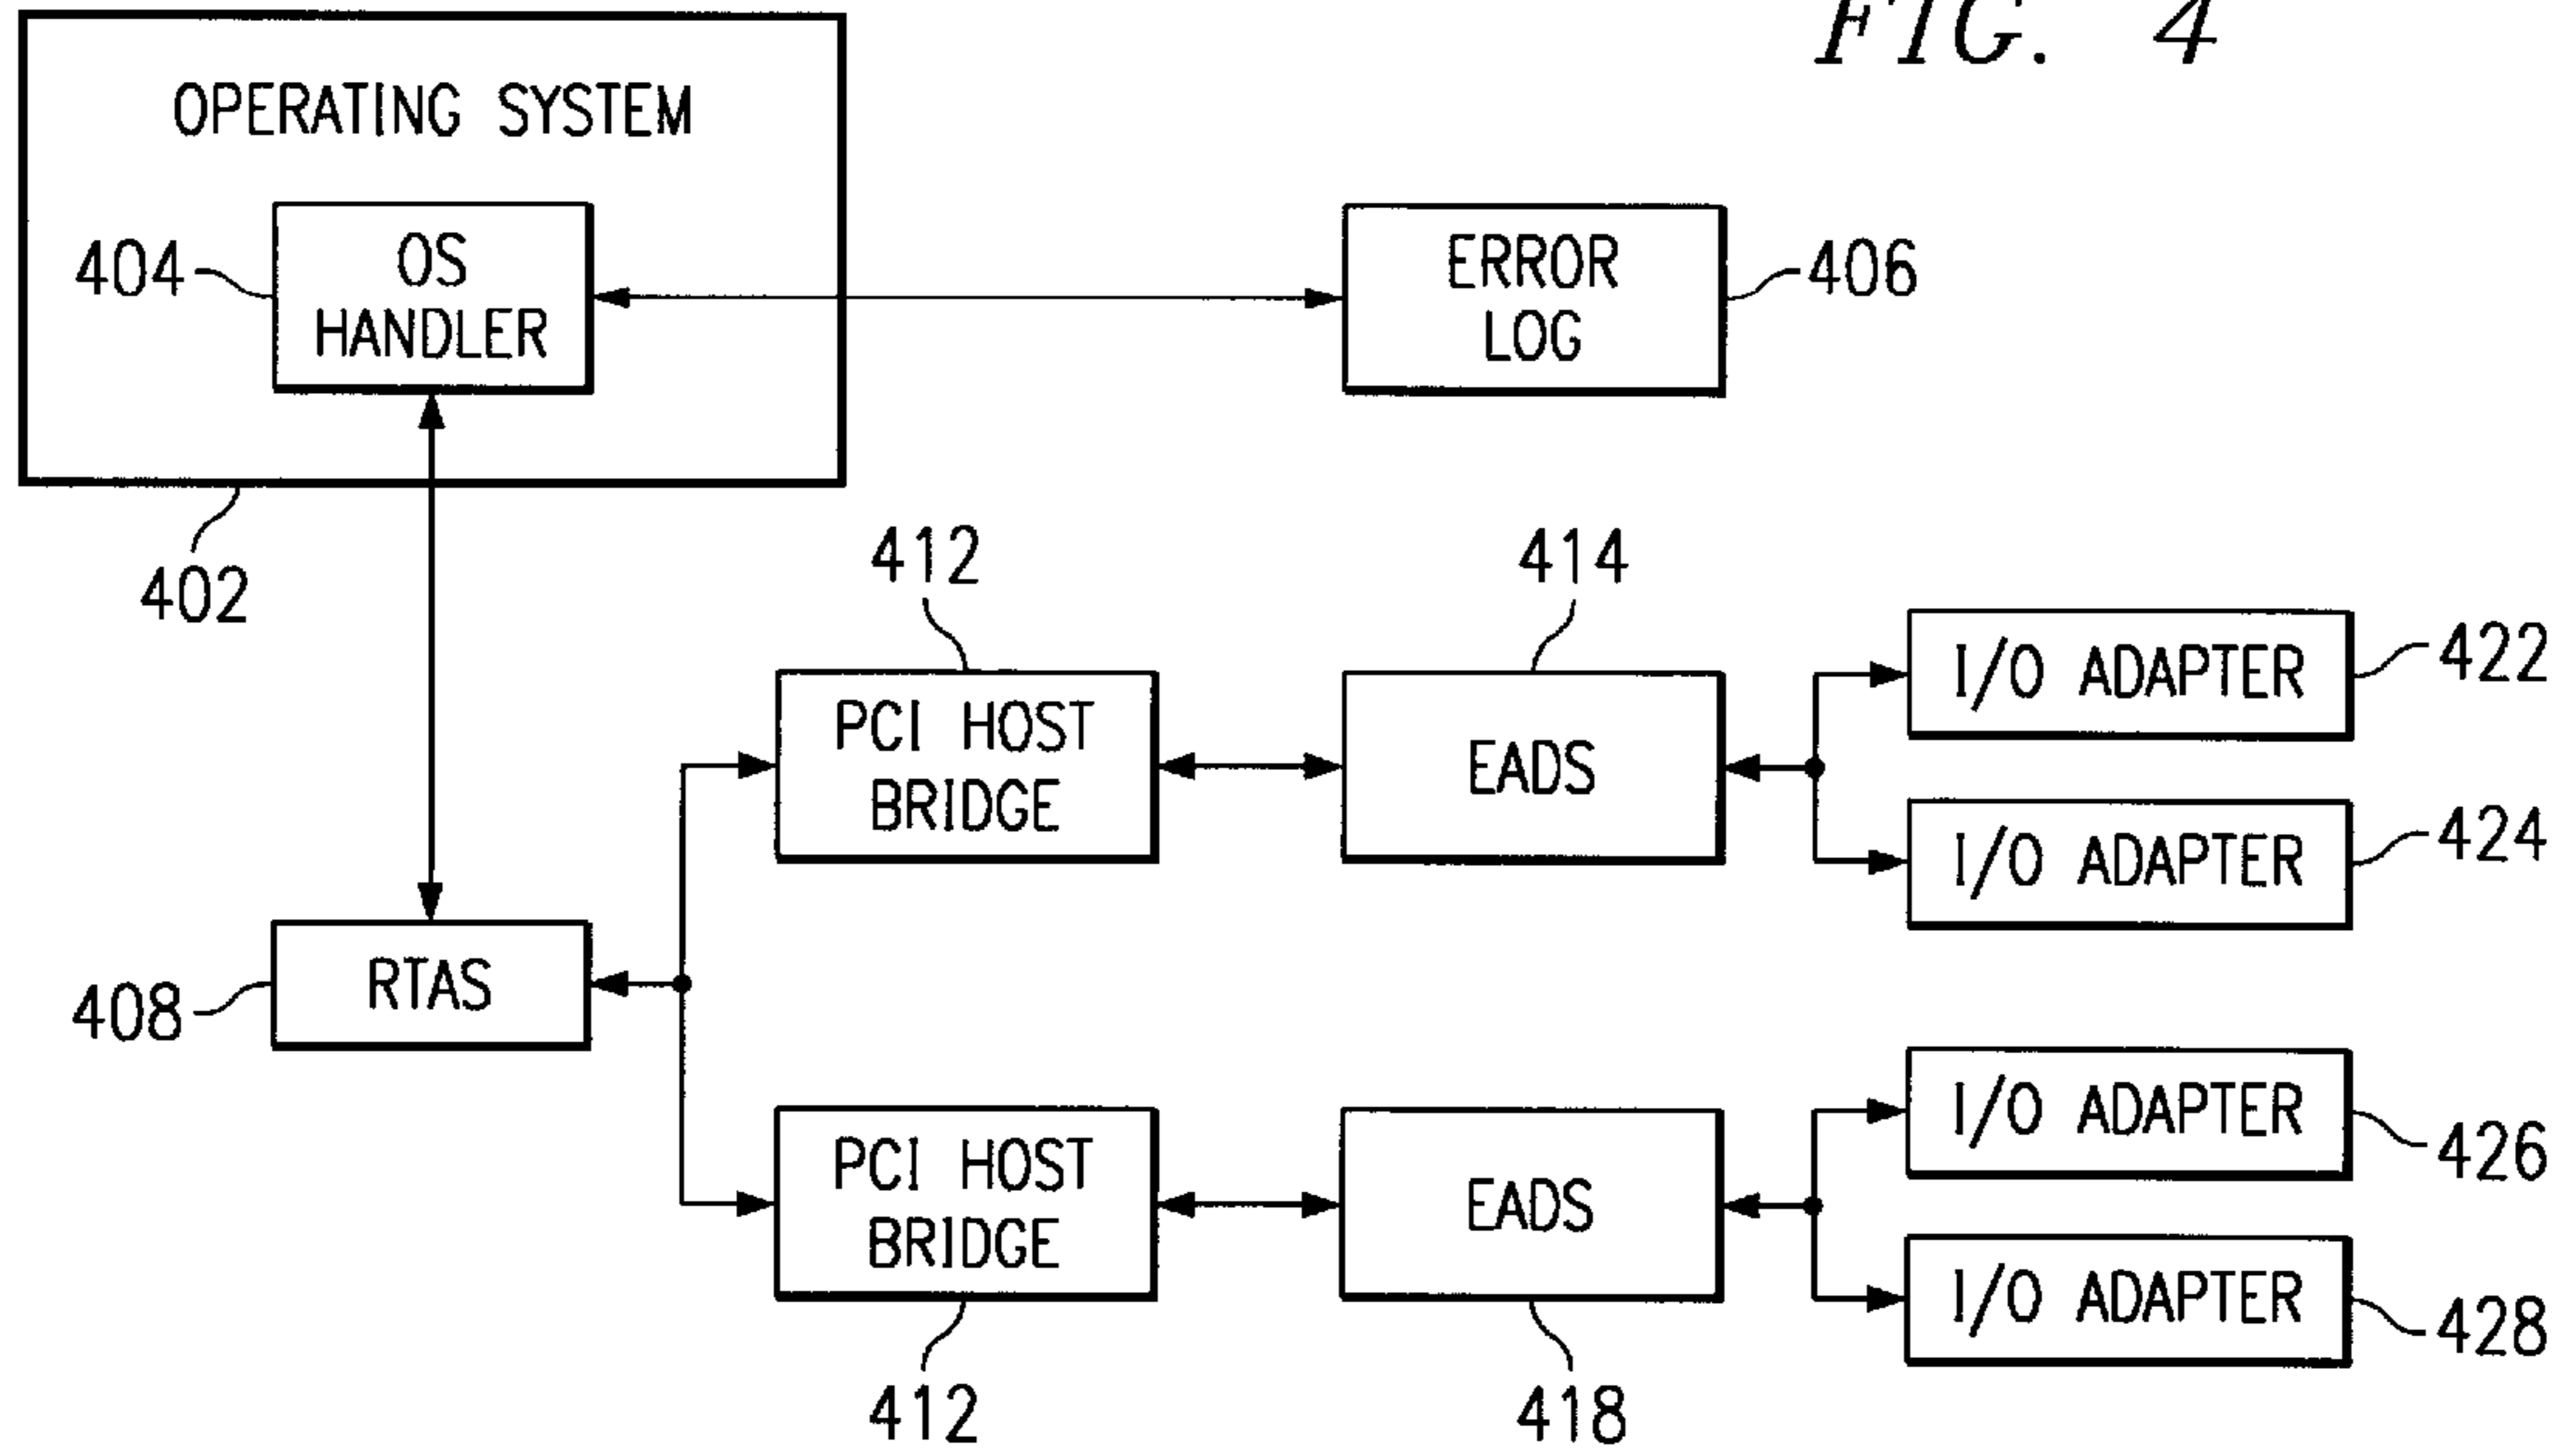 FIG. 4
OPERATING SYSTEM
404
OS
HANDLER
ERROR
LOG
406
402
412
414
PCI HOST
BRIDGE
EADS
I/O ADAPTER
422
I/O ADAPTER
424
RTAS
408
PCI HOST
BRIDGE
EADS
I/O ADAPTER
426
I/O ADAPTER
428
412
418